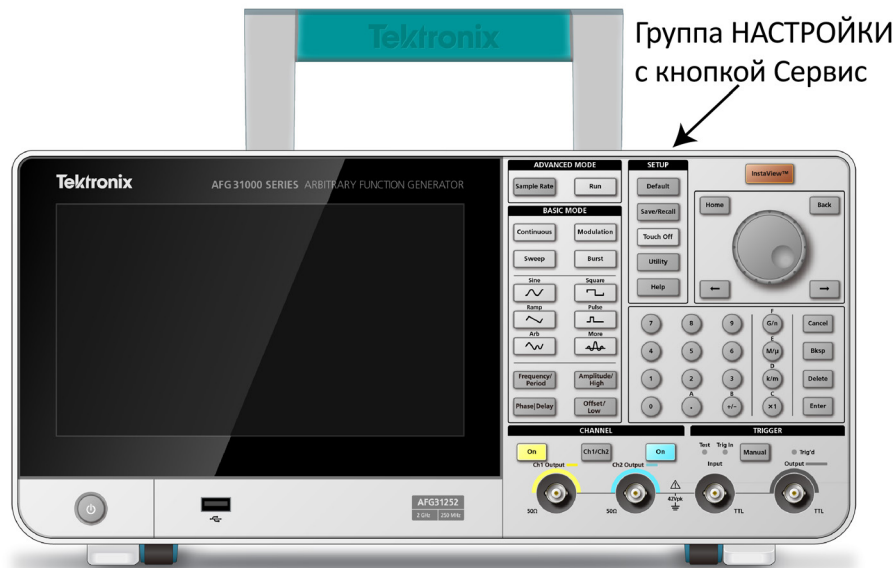 Tektronix
Группа НАСТРОЙКИ
с кнопкой Сервис
Tektronix
AFG31000 SERIES ARBITRARY FUNCTION GENERATOR
ADVANCED MODE
Sample Rate
Run
BASIC MODE
Continuous
Modulation
Sweep
Burst
Sine
Square
Ramp
Pulse
Arb
More
Frequency/
Period
Amplitude/
High
Phase|Delay
Offset/
Low
SETUP
Default
Save/Recall
Touch Off
Utility
Help
InstaView™
Home
Back
←
→
F
7
8
9
G/n
Cancel
E
4
5
6
M/µ
Bksp
D
1
2
3
k/m
Delete
A
B
C
0
.
+/−
×1
Enter
CHANNEL
On
Ch1/Ch2
On
Ch1 Output
Ch2 Output
50Ω
50Ω
42Vpk
TRIGGER
Text
Trig In
Manual
Trig'd
Input
Output
TTL
TTL
AFG31252
2 GS/s
250 MHz